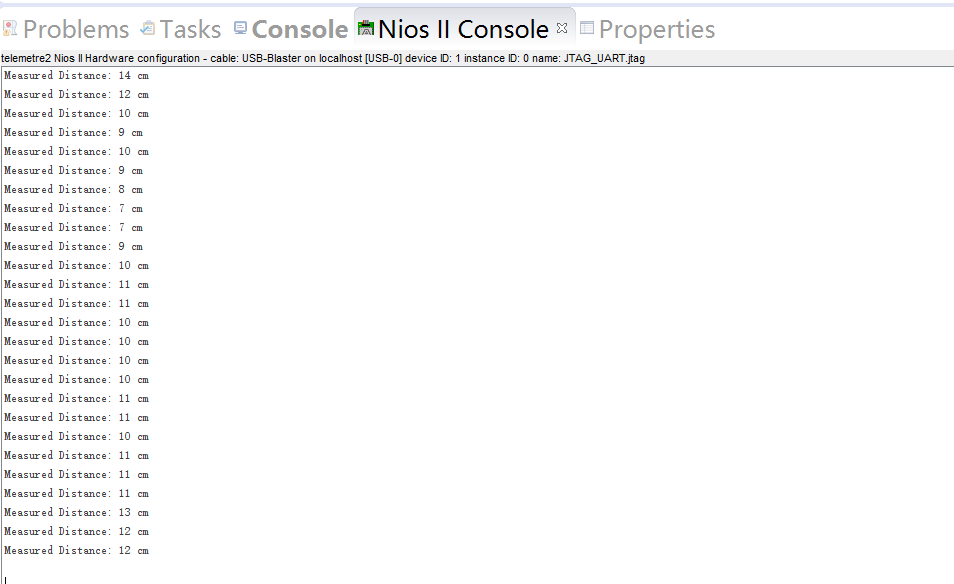 Problems Tasks Console Nios II Console Properties
telemetre2 Nios II Hardware configuration - cable: USB-Blaster on localhost [USB-0] device ID: 1 instance ID: 0 name: JTAG_UART.jtag
Measured Distance: 14 cm
Measured Distance: 12 cm
Measured Distance: 10 cm
Measured Distance: 9 cm
Measured Distance: 10 cm
Measured Distance: 9 cm
Measured Distance: 8 cm
Measured Distance: 7 cm
Measured Distance: 7 cm
Measured Distance: 9 cm
Measured Distance: 10 cm
Measured Distance: 11 cm
Measured Distance: 11 cm
Measured Distance: 10 cm
Measured Distance: 10 cm
Measured Distance: 10 cm
Measured Distance: 10 cm
Measured Distance: 11 cm
Measured Distance: 11 cm
Measured Distance: 10 cm
Measured Distance: 11 cm
Measured Distance: 11 cm
Measured Distance: 11 cm
Measured Distance: 13 cm
Measured Distance: 12 cm
Measured Distance: 12 cm